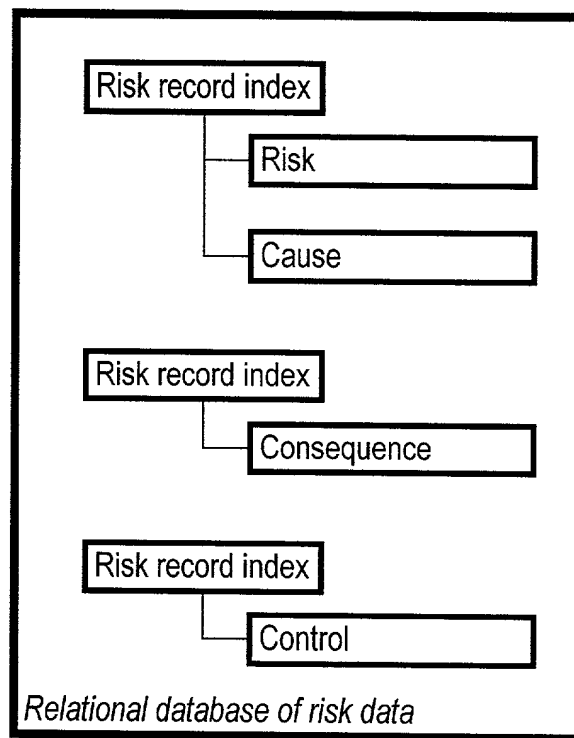 Risk record index
Risk
Cause
Risk record index
Consequence
Risk record index
Control
Relational database of risk data